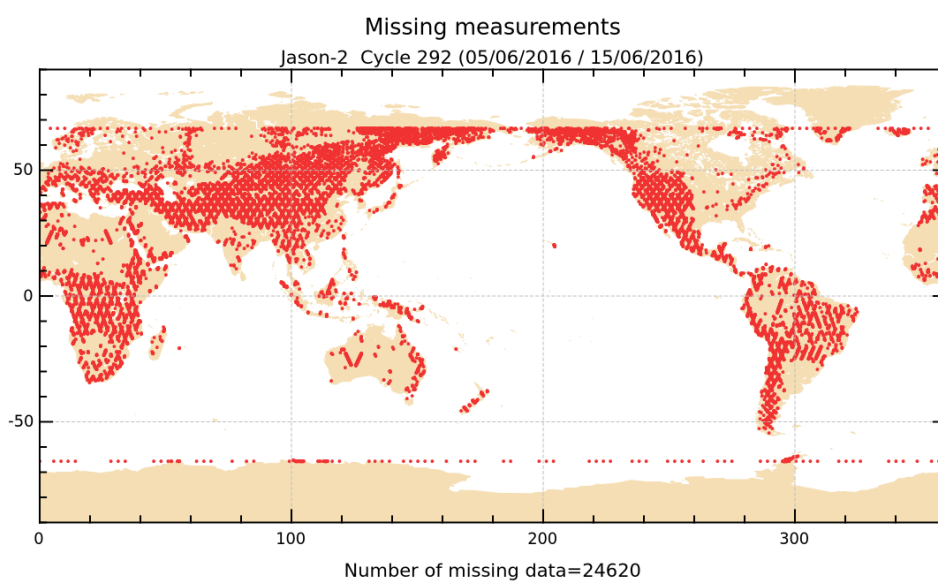 Missing measurements
Jason-2 Cycle 292 (05/06/2016 / 15/06/2016)
50
0
-50
0 100 200 300
Number of missing data=24620